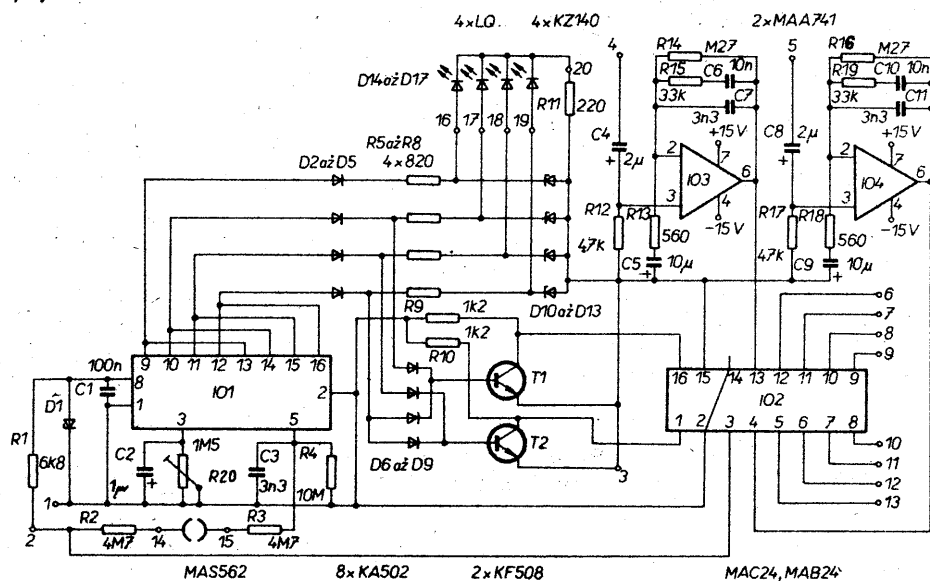 4×LQ 4×KZ140 2×MAA741
4 5
R14 M27 R16 M27
D14až D17 20 R15 C6 10n R19 C10 10n
R11 220 33k C7 33k C11
16 17 18 19 3n3 3n3
R5až R8 C4 +15V C8 +15V
D2až D5 4×820 + 2µ 2 7 + 2µ 2 7
IO3 6 IO4 6
3 4 3 4
R12 R13 -15V R17 R18 -15V
47k 560 47k 560
C5 10µ C9 10µ
R9 1k2 D10až D13
1k2 6
R10 7
9 10 11 12 13 14 15 16 8
100n 9
C1 8 T1 16 15 14 13 12 11 10 9
D1 1 IO1 2 IO2
R1 3 5 1 2 3 4 5 6 7 8
6k8 C2 1M5 C3 R4 T2 10
1µ + R20 3n3 10M D6až D9 3 11
1 12
R2 R3 13
2 4M7 14 15 4M7
MAS562 8×KA502 2×KF508 MAC24, MAB24